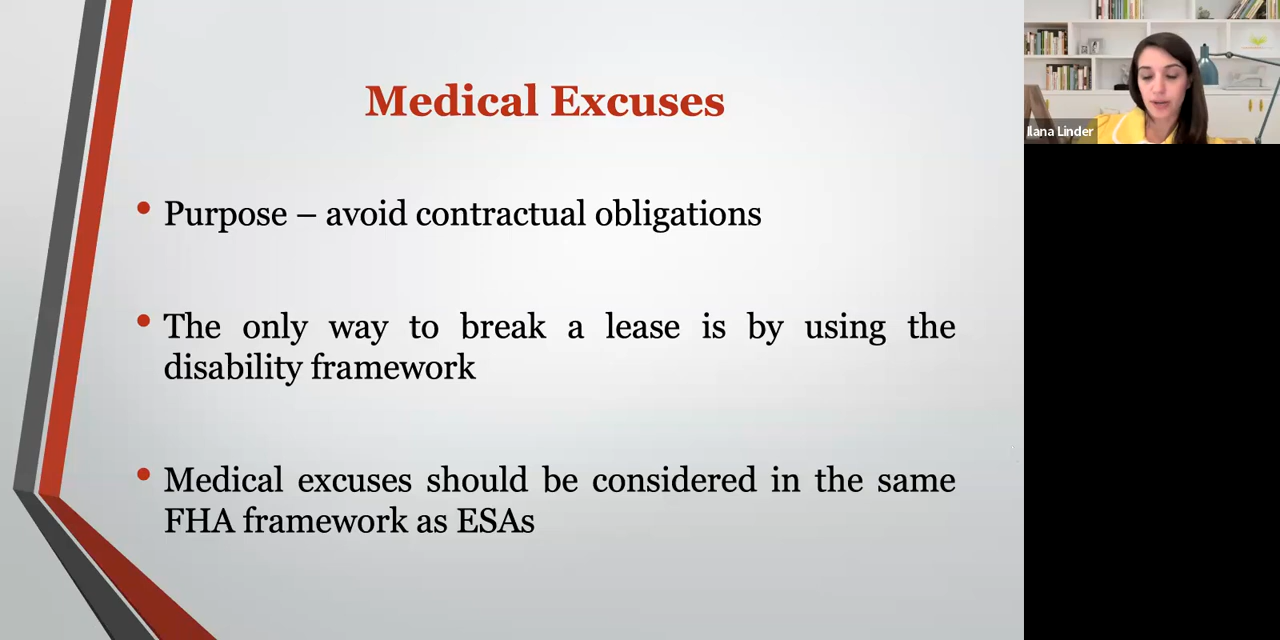 Medical Excuses
• Purpose – avoid contractual obligations
• The only way to break a lease is by using the
disability framework
• Medical excuses should be considered in the same
FHA framework as ESAs
Ilana Linder